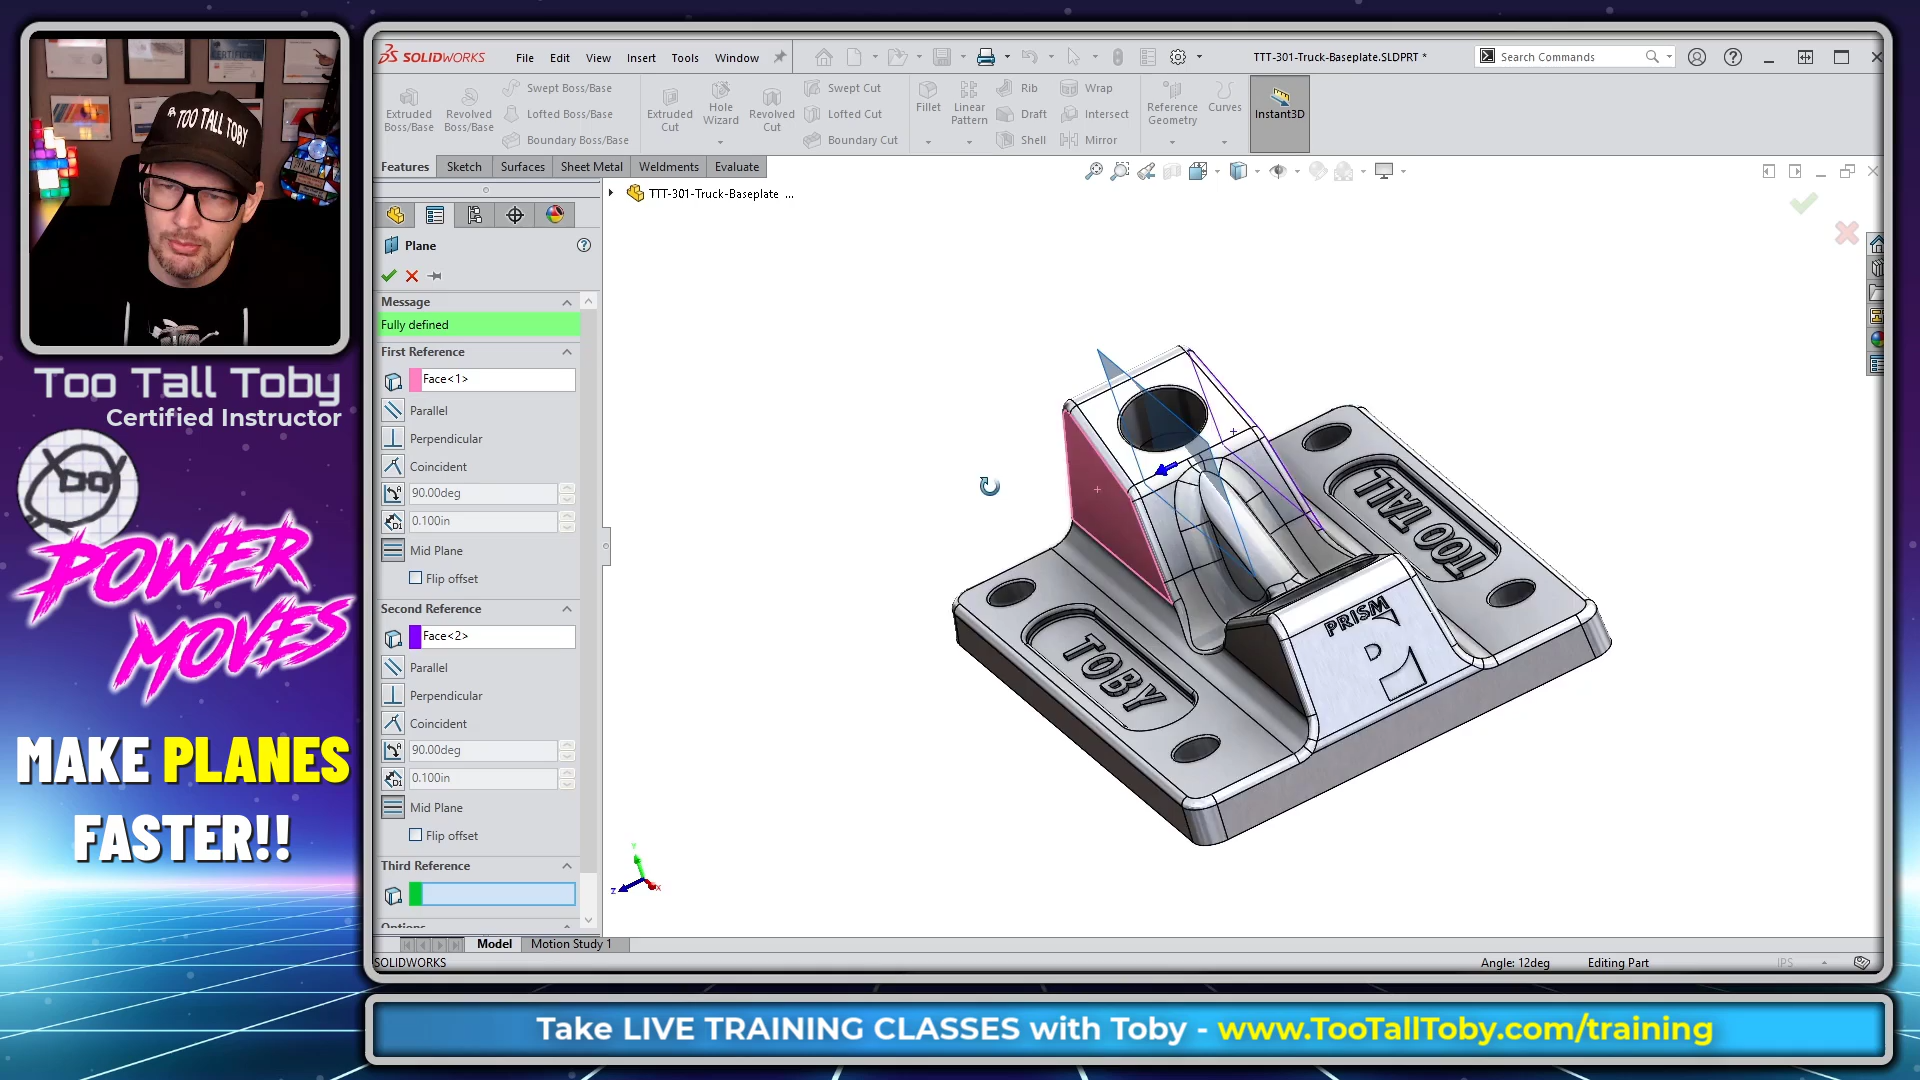 TOO TALL TOBY
Too Tall Toby
Certified Instructor
POWER
MOVES
MAKE PLANES
FASTER!!
SOLIDWORKS
File Edit View Insert Tools Window
TTT-301-Truck-Baseplate.SLDPRT *
Search Commands
Extruded Boss/Base
Revolved Boss/Base
Swept Boss/Base
Lofted Boss/Base
Boundary Boss/Base
Extruded Cut
Hole Wizard
Revolved Cut
Swept Cut
Lofted Cut
Boundary Cut
Fillet
Linear Pattern
Rib
Draft
Shell
Wrap
Intersect
Mirror
Reference Geometry
Curves
Instant3D
Features Sketch Surfaces Sheet Metal Weldments Evaluate
TTT-301-Truck-Baseplate ...
Plane
Message
Fully defined
First Reference
Face<1>
Parallel
Perpendicular
Coincident
90.00deg
0.100in
Mid Plane
Flip offset
Second Reference
Face<2>
Parallel
Perpendicular
Coincident
90.00deg
0.100in
Mid Plane
Flip offset
Third Reference
Options
TOO TALL
TOBY
PRISM
P
Y
Z
X
Model Motion Study 1
SOLIDWORKS
Angle: 12deg
Editing Part
IPS
Take LIVE TRAINING CLASSES with Toby - www.TooTallToby.com/training